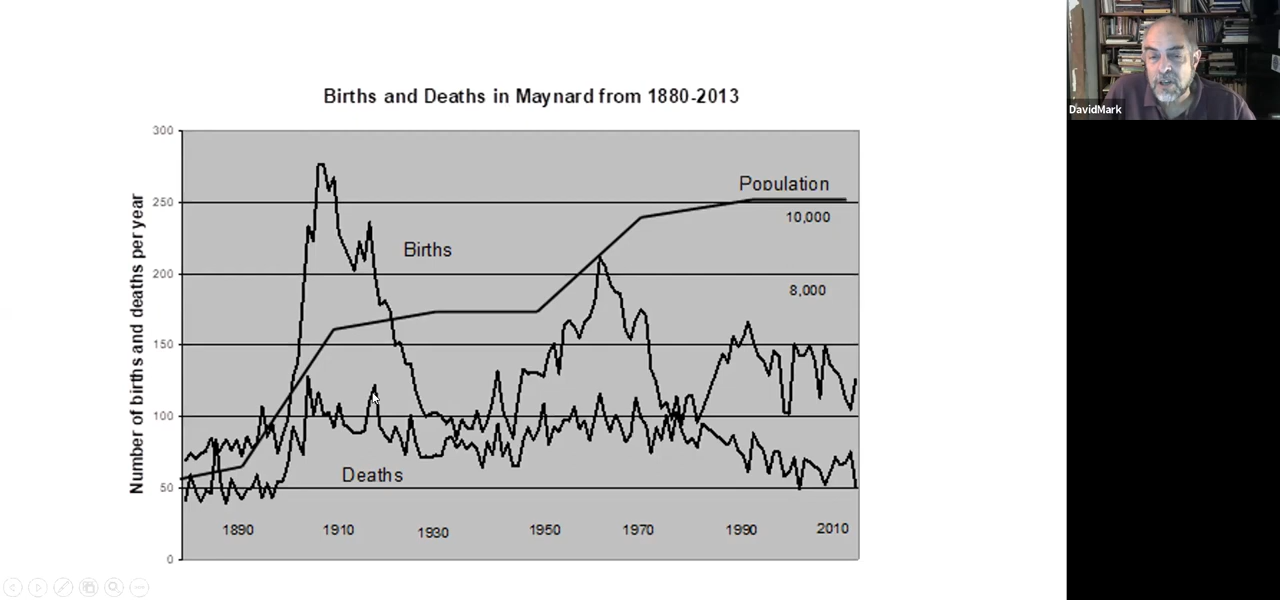 Births and Deaths in Maynard from 1880-2013
DavidMark
Number of births and deaths per year
300
250
200
150
100
50
0
Population
10,000
Births
8,000
Deaths
1890
1910
1930
1950
1970
1990
2010